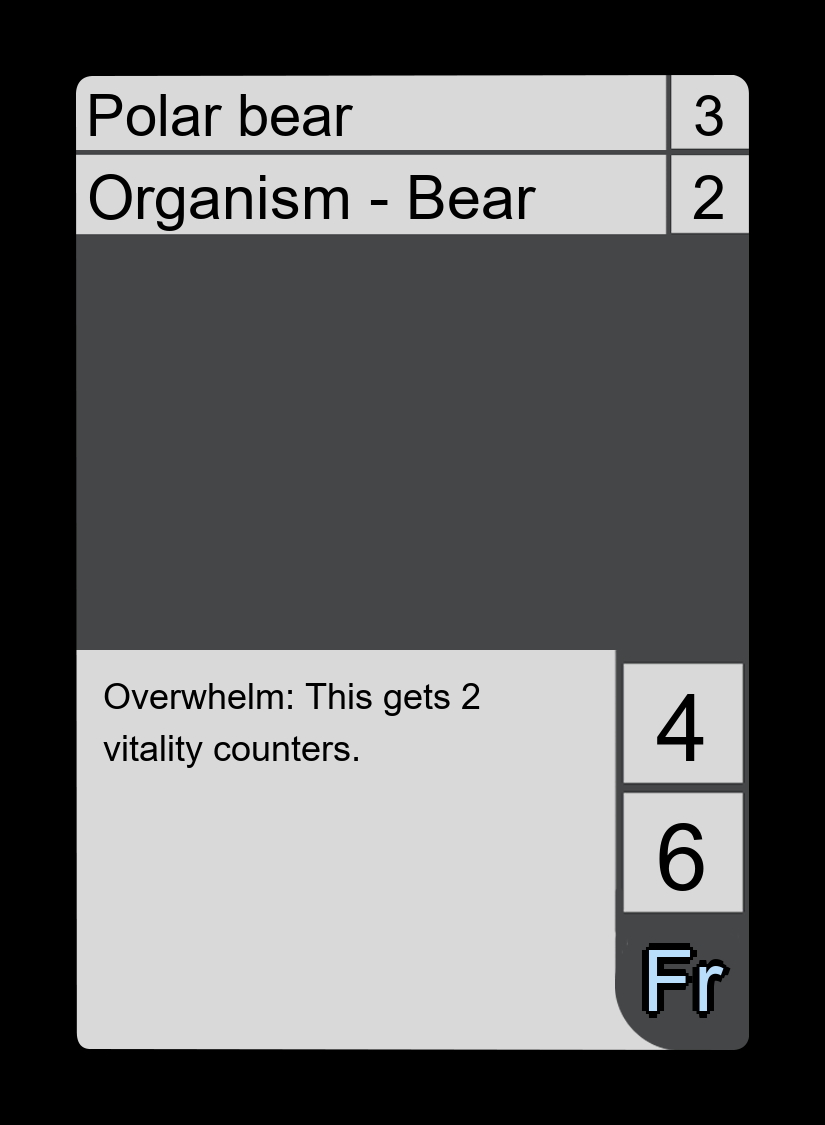 Polar bear 3
Organism - Bear 2
Overwhelm: This gets 2
vitality counters.
4
6
Fr